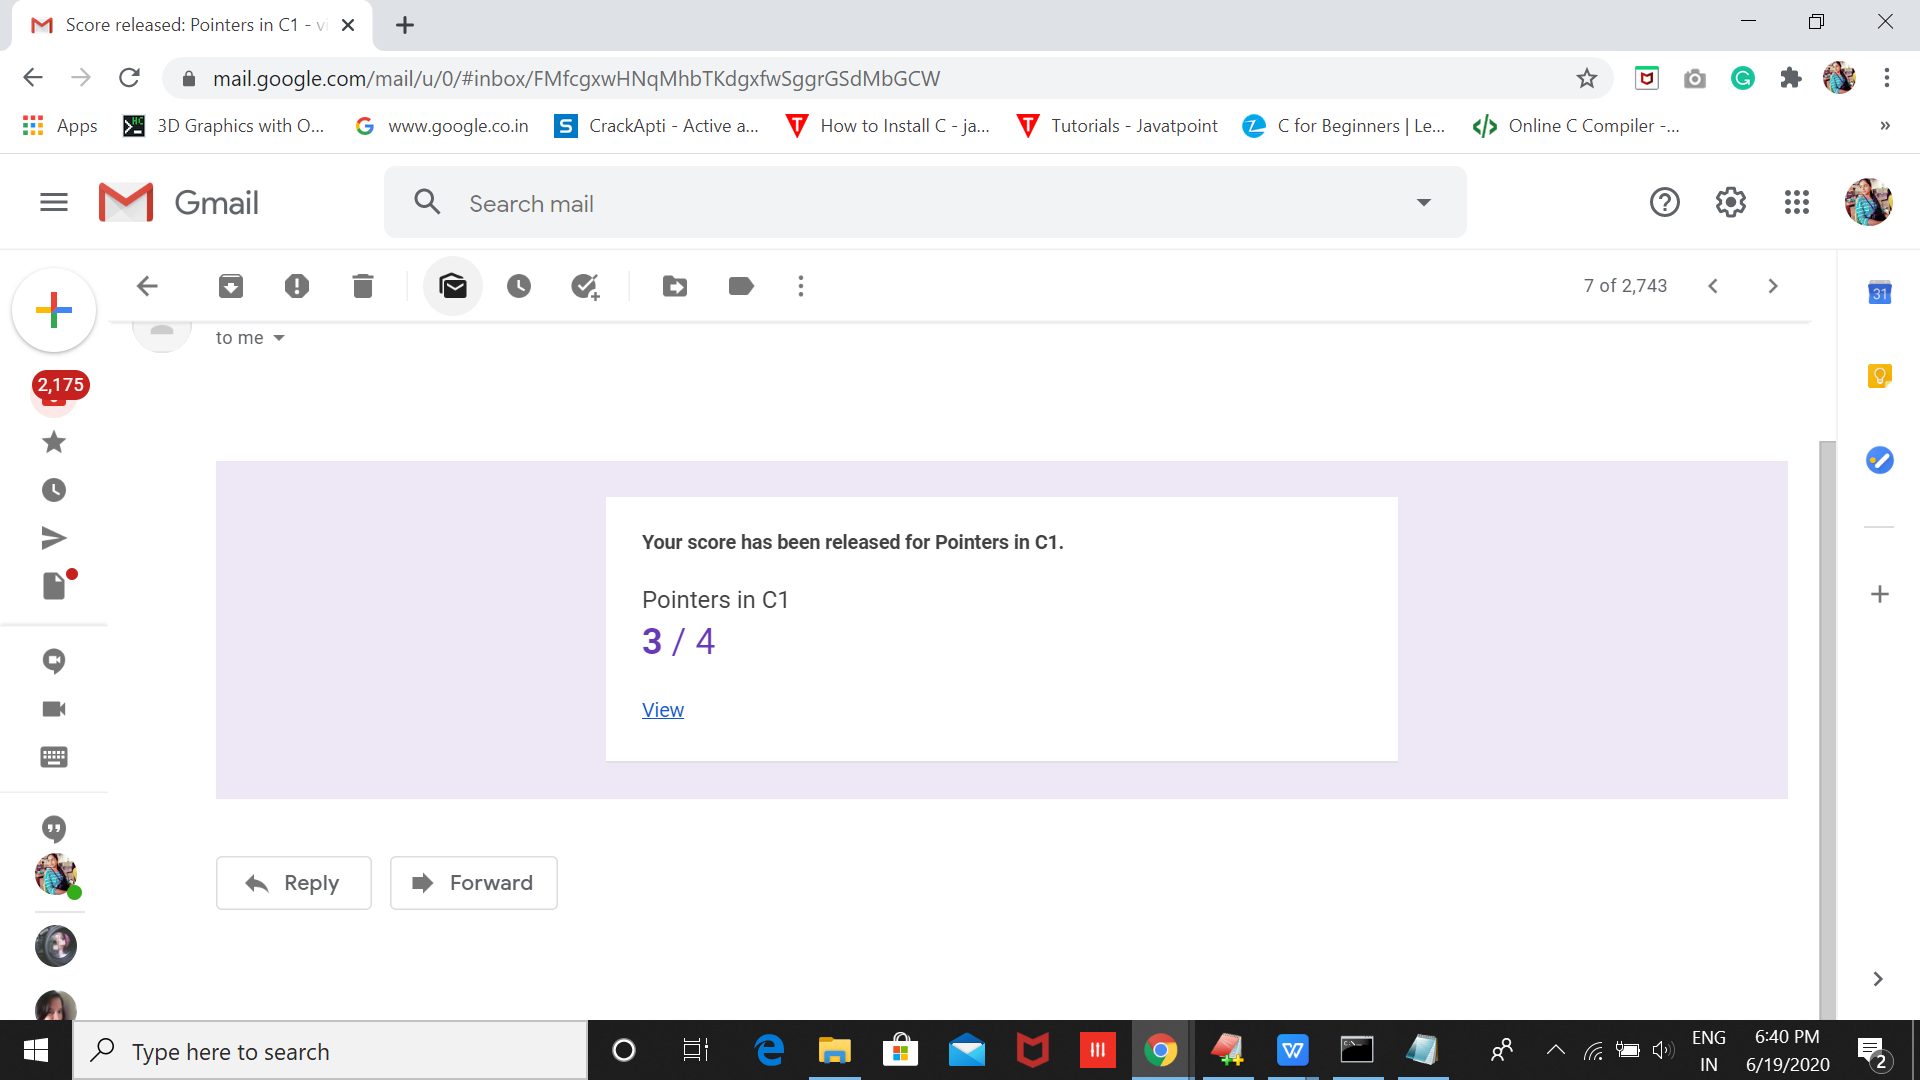 Score released: Pointers in C1 - vi
mail.google.com/mail/u/0/#inbox/FMfcgxwHNqMhbTKdgxfwSggrGSdMbGCW
Apps
3D Graphics with O...
www.google.co.in
CrackApti - Active a...
How to Install C - ja...
Tutorials - Javatpoint
C for Beginners | Le...
Online C Compiler -...
»
Gmail
Search mail
7 of 2,743
31
to me
2,175
Your score has been released for Pointers in C1.
Pointers in C1
3 / 4
View
Reply
Forward
Type here to search
ENG
IN
6:40 PM
6/19/2020
2